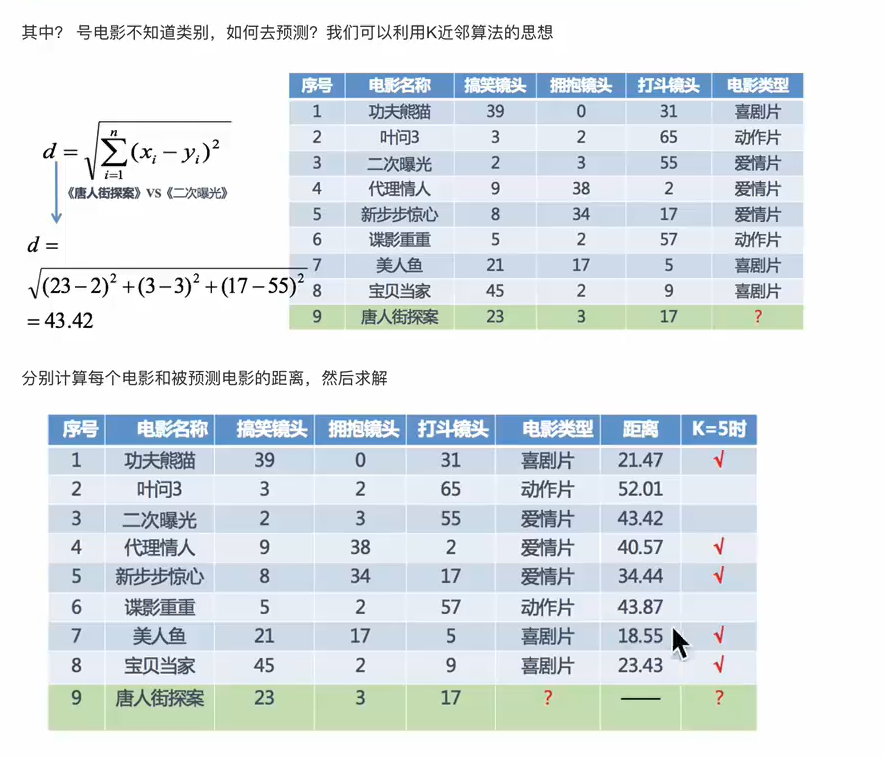 其中？ 号电影不知道类别，如何去预测？我们可以利用K近邻算法的思想
d = √∑(xᵢ − yᵢ)²
n
i=1
《唐人街探案》VS《二次曝光》
d =
√(23−2)² +(3−3)² +(17−55)²
= 43.42
序号 电影名称 搞笑镜头 拥抱镜头 打斗镜头 电影类型
1 功夫熊猫 39 0 31 喜剧片
2 叶问3 3 2 65 动作片
3 二次曝光 2 3 55 爱情片
4 代理情人 9 38 2 爱情片
5 新步步惊心 8 34 17 爱情片
6 谍影重重 5 2 57 动作片
7 美人鱼 21 17 5 喜剧片
8 宝贝当家 45 2 9 喜剧片
9 唐人街探案 23 3 17 ?
分别计算每个电影和被预测电影的距离，然后求解
序号 电影名称 搞笑镜头 拥抱镜头 打斗镜头 电影类型 距离 K=5时
1 功夫熊猫 39 0 31 喜剧片 21.47 √
2 叶问3 3 2 65 动作片 52.01
3 二次曝光 2 3 55 爱情片 43.42
4 代理情人 9 38 2 爱情片 40.57 √
5 新步步惊心 8 34 17 爱情片 34.44 √
6 谍影重重 5 2 57 动作片 43.87
7 美人鱼 21 17 5 喜剧片 18.55 √
8 宝贝当家 45 2 9 喜剧片 23.43 √
9 唐人街探案 23 3 17 ? —— ?